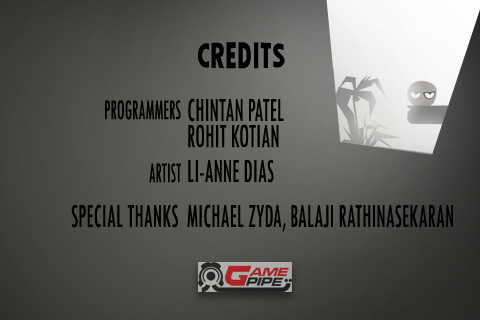 CREDITS
PROGRAMMERS CHINTAN PATEL
ROHIT KOTIAN
ARTIST LI-ANNE DIAS
SPECIAL THANKS MICHAEL ZYDA, BALAJI RATHINASEKARAN
GAME
PIPE